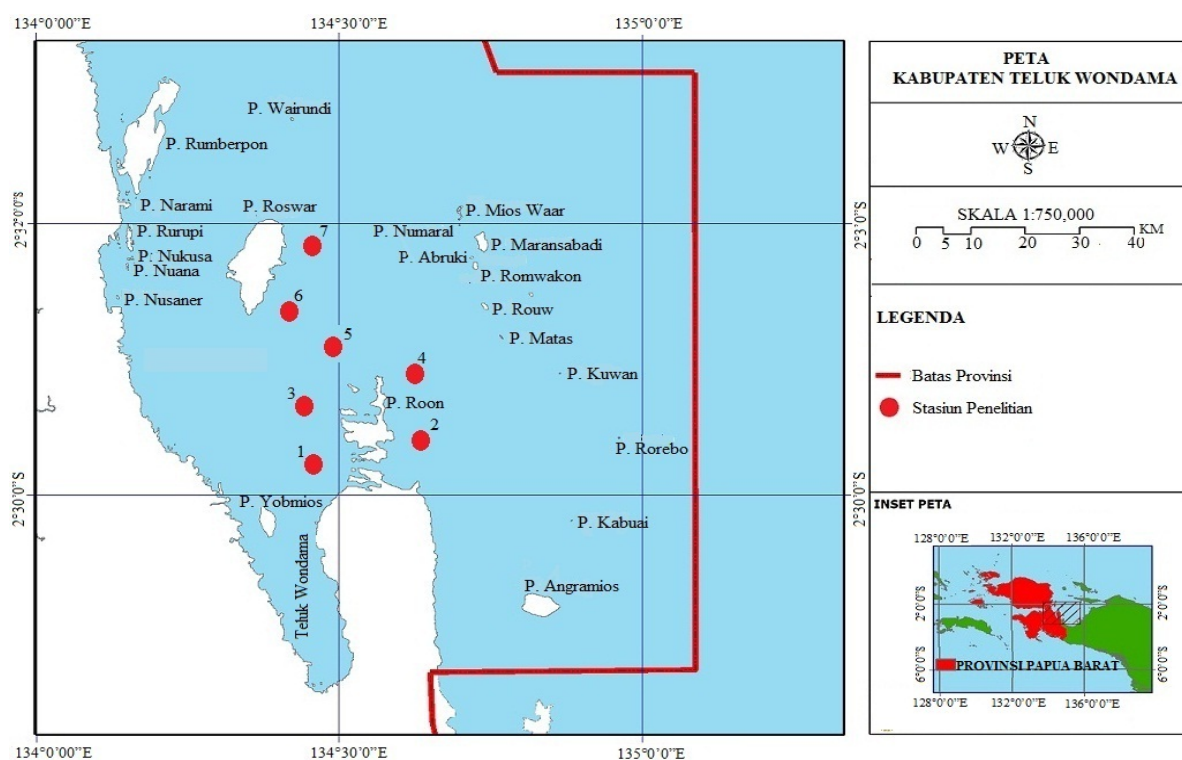 134°0'0"E
134°30'0"E
135°0'0"E
P. Wairundi
P. Rumberpon
P. Narami
P. Roswar
P. Mios Waar
P. Rurupi
7
P. Numaral
P. Maransabadi
P. Nukusa
P. Abruki
P. Nuana
P. Romwakon
P. Nusaner
6
P. Rouw
5
P. Matas
4
P. Kuwan
3
P. Roon
2
1
P. Rorebo
P. Yobmios
P. Kabuai
Teluk Wondama
P. Angramios
2°30'0"S
2°30'0"S
134°0'0"E
134°30'0"E
135°0'0"E
PETA
KABUPATEN TELUK WONDAMA
N
W E
S
SKALA 1:750,000
0 5 10 20 30 40 KM
LEGENDA
Batas Provinsi
Stasiun Penelitian
INSET PETA
128°0'0"E 132°0'0"E 136°0'0"E
2°0'0"S
2°0'0"S
6°0'0"S
6°0'0"S
PROVINSI PAPUA BARAT
128°0'0"E 132°0'0"E 136°0'0"E